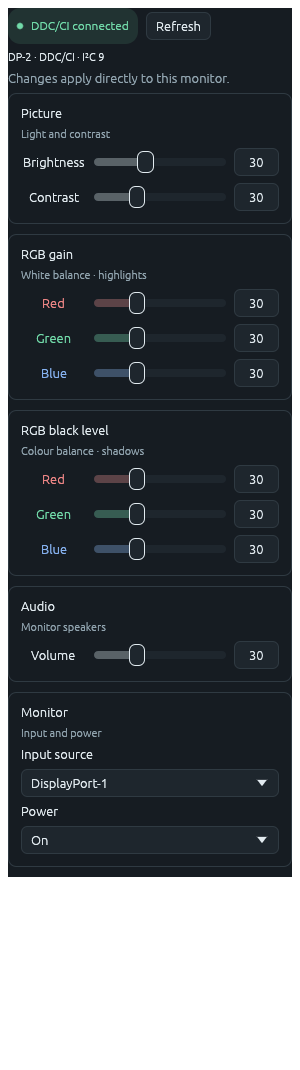 DDC/CI connected Refresh
DP-2 · DDC/CI · I²C 9
Changes apply directly to this monitor.
Picture
Light and contrast
Brightness 30
Contrast 30
RGB gain
White balance · highlights
Red 30
Green 30
Blue 30
RGB black level
Colour balance · shadows
Red 30
Green 30
Blue 30
Audio
Monitor speakers
Volume 30
Monitor
Input and power
Input source
DisplayPort-1
Power
On